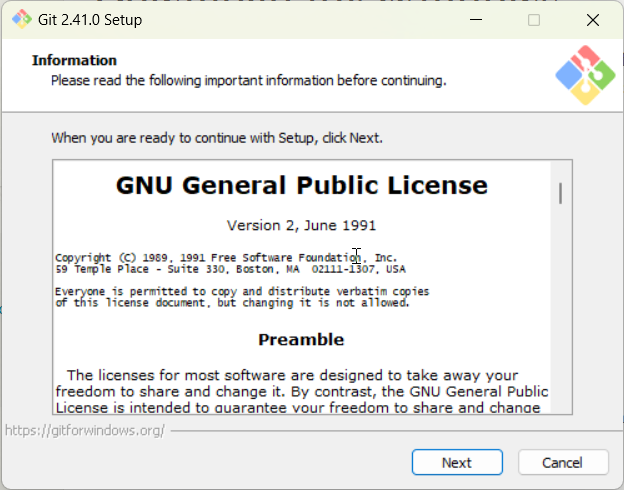 Git 2.41.0 Setup
Information
Please read the following important information before continuing.
When you are ready to continue with Setup, click Next.
GNU General Public License
Version 2, June 1991
Copyright (C) 1989, 1991 Free Software Foundation, Inc.
59 Temple Place - Suite 330, Boston, MA  02111-1307, USA
Everyone is permitted to copy and distribute verbatim copies
of this license document, but changing it is not allowed.
Preamble
The licenses for most software are designed to take away your
freedom to share and change it. By contrast, the GNU General Public
License is intended to guarantee your freedom to share and change
https://gitforwindows.org/
Next
Cancel